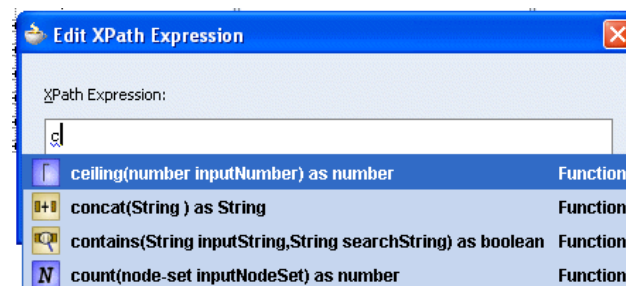 Edit XPath Expression
XPath Expression:
c
ceiling(number inputNumber) as number Function
concat(String ) as String Function
contains(String inputString,String searchString) as boolean Function
count(node-set inputNodeSet) as number Function